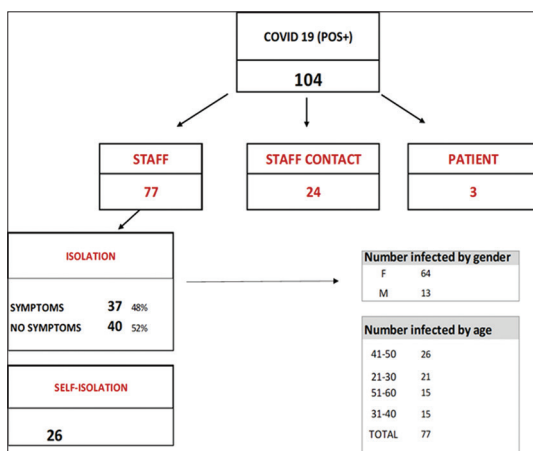 COVID 19 (POS+)
104
STAFF
77
STAFF CONTACT
24
PATIENT
3
ISOLATION
SYMPTOMS 37 48%
NO SYMPTOMS 40 52%
SELF-ISOLATION
26
Number infected by gender
F 64
M 13
Number infected by age
41-50 26
21-30 21
51-60 15
31-40 15
TOTAL 77